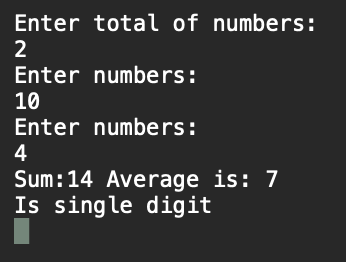 Enter total of numbers:
2
Enter numbers:
10
Enter numbers:
4
Sum:14 Average is: 7
Is single digit